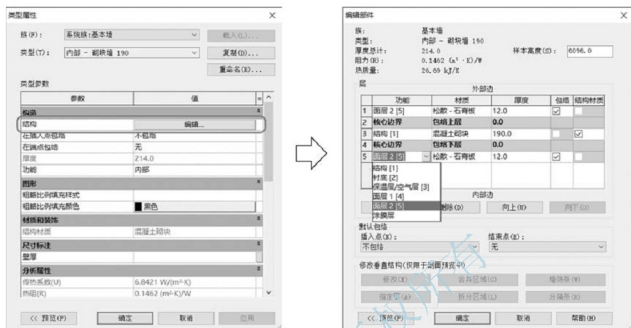 类型属性
族(F): 系统族:基本墙 载入(L)...
类型(T): 内部 - 砌块墙 190 复制(D)...
重命名(R)...
类型参数
参数 值 =
构造
结构 编辑...
在插入点包络 不包络
在端点包络 无
厚度 214.0
功能 内部
图形
粗略比例填充样式
粗略比例填充颜色 黑色
材质和装饰
结构材质 混凝土砌块
尺寸标注
壁厚
分析属性
传热系数(U) 6.8421 W/(m²·K)
热阻(R) 0.1462 (m²·K)/W
<< 预览(P) 确定 取消 应用
编辑部件
族: 基本墙
类型: 内部 - 砌块墙 190
厚度总计: 214.0 样本高度(S): 6096.0
阻力(R): 0.1462 (m²·K)/W
热质量: 26.69 kJ/K
层
外部边
功能 材质 厚度 包络 结构材质
1 面层 2 [5] 松散 - 石膏板 12.0
2 核心边界 包络上层 0.0
3 结构 [1] 混凝土砌块 190.0
4 核心边界 包络下层 0.0
5 面层 2 [5] 松散 - 石膏板 12.0
结构 [1]
衬底 [2]
保温层/空气层 [3]
面层 1 [4]
面层 2 [5]
涂膜层
内部边
删除(D) 向上(U) 向下(O)
默认包络
插入点(N): 结束点(E):
不包络 无
修改垂直结构(仅限于剖面预览中)
修改(M) 合并区域(G) 墙饰条(W)
指定层(A) 拆分区域(L) 分隔条(R)
<< 预览(P) 确定 取消 帮助(H)